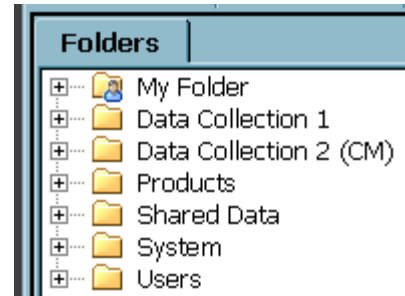 Folders
My Folder
Data Collection 1
Data Collection 2 (CM)
Products
Shared Data
System
Users